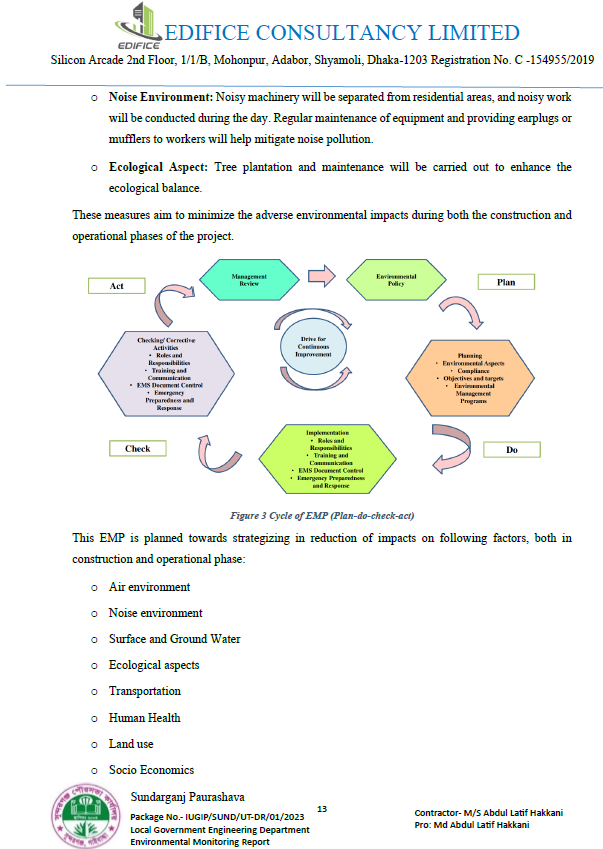 EDIFICE
EDIFICE CONSULTANCY LIMITED
Silicon Arcade 2nd Floor, 1/1/B, Mohonpur, Adabor, Shyamoli, Dhaka-1203 Registration No. C -154955/2019
o Noise Environment: Noisy machinery will be separated from residential areas, and noisy work
will be conducted during the day. Regular maintenance of equipment and providing earplugs or
mufflers to workers will help mitigate noise pollution.
o Ecological Aspect: Tree plantation and maintenance will be carried out to enhance the
ecological balance.
These measures aim to minimize the adverse environmental impacts during both the construction and
operational phases of the project.
Act
Management
Review
Environmental
Policy
Plan
Checking/ Corrective
Activities
• Roles and
Responsibilities
• Training and
Communication
• EMS Document Control
• Emergency
Preparedness and
Response
Drive for
Continuous
Improvement
Planning
• Environmental Aspects
• Compliance
• Objectives and targets
• Environmental
Management
Programs
Check
Implementation
• Roles and
Responsibilities
• Training and
Communication
• EMS Document Control
• Emergency Preparedness
and Response
Do
Figure 3 Cycle of EMP (Plan-do-check-act)
This EMP is planned towards strategizing in reduction of impacts on following factors, both in
construction and operational phase:
o Air environment
o Noise environment
o Surface and Ground Water
o Ecological aspects
o Transportation
o Human Health
o Land use
o Socio Economics
Sundarganj Paurashava
Package No.- IUGIP/SUND/UT-DR/01/2023
Local Government Engineering Department
Environmental Monitoring Report
13
Contractor- M/S Abdul Latif Hakkani
Pro: Md Abdul Latif Hakkani